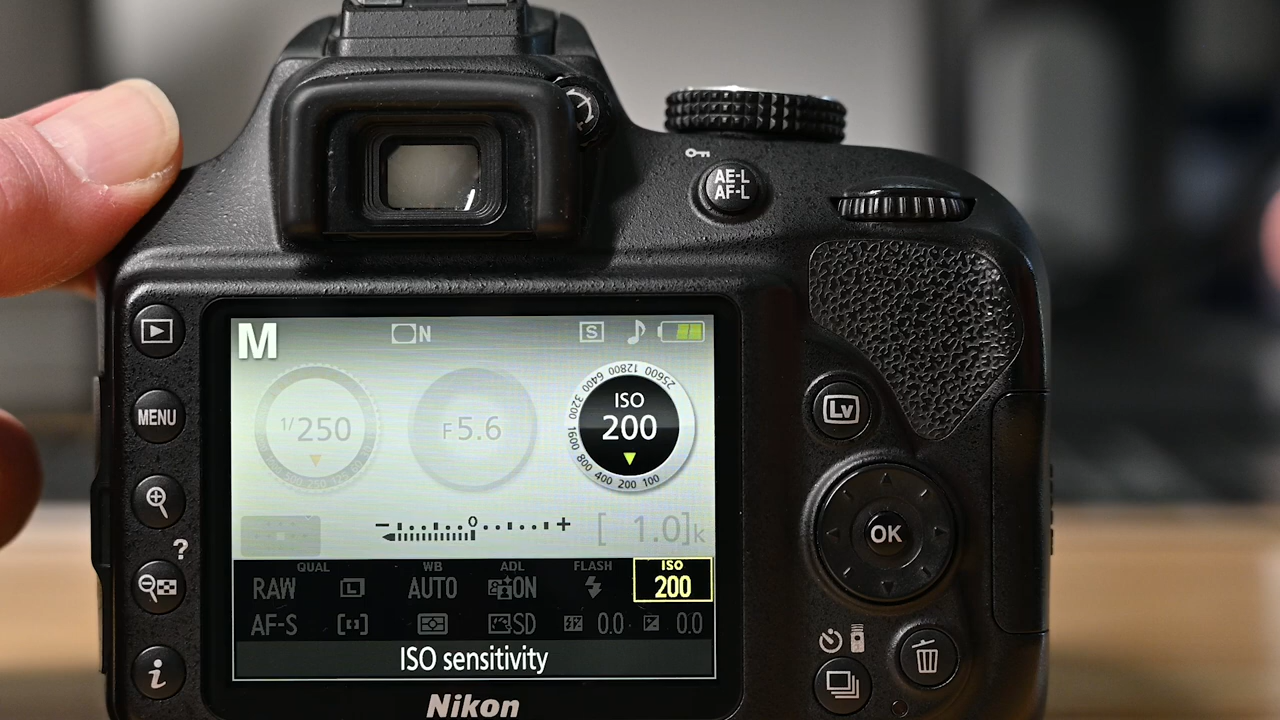 AE-L
AF-L
MENU
?
i
Lv
OK
M
N
S
6400 12800 25600
3200
1600
800 400 200 100
1/250
F5.6
ISO
200
- 0 +
[ 1.0]k
QUAL WB ADL FLASH ISO
RAW L AUTO ON 200
AF-S SD 0.0 0.0
ISO sensitivity
Nikon